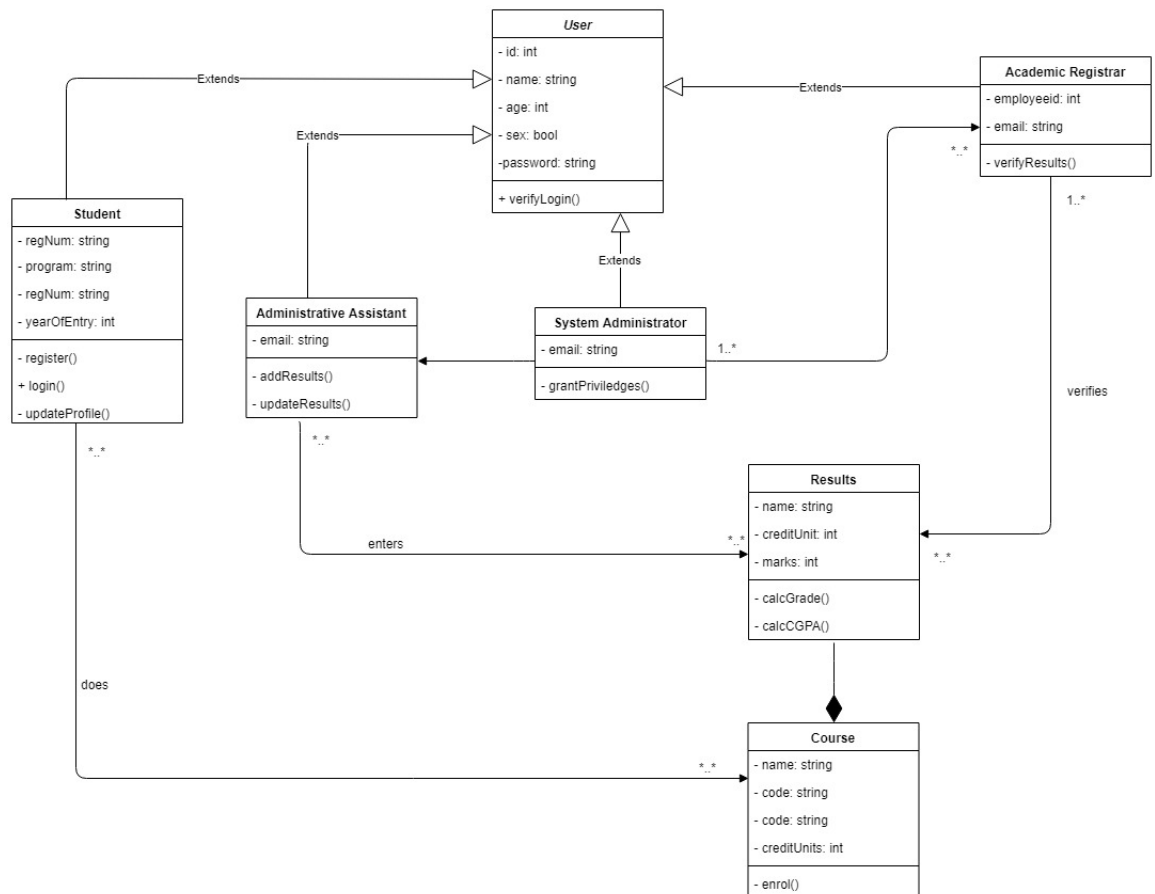 User
- id: int
- name: string
- age: int
- sex: bool
-password: string
+ verifyLogin()
Extends
Extends
Extends
Extends
Academic Registrar
- employeeid: int
- email: string
- verifyResults()
*..*
1..*
Student
- regNum: string
- program: string
- regNum: string
- yearOfEntry: int
- register()
+ login()
- updateProfile()
*..*
Administrative Assistant
- email: string
- addResults()
- updateResults()
*..*
System Administrator
- email: string
- grantPriviledges()
1..*
verifies
enters
*..*
Results
- name: string
- creditUnit: int
- marks: int
- calcGrade()
- calcCGPA()
*..*
does
*..*
Course
- name: string
- code: string
- code: string
- creditUnits: int
- enrol()